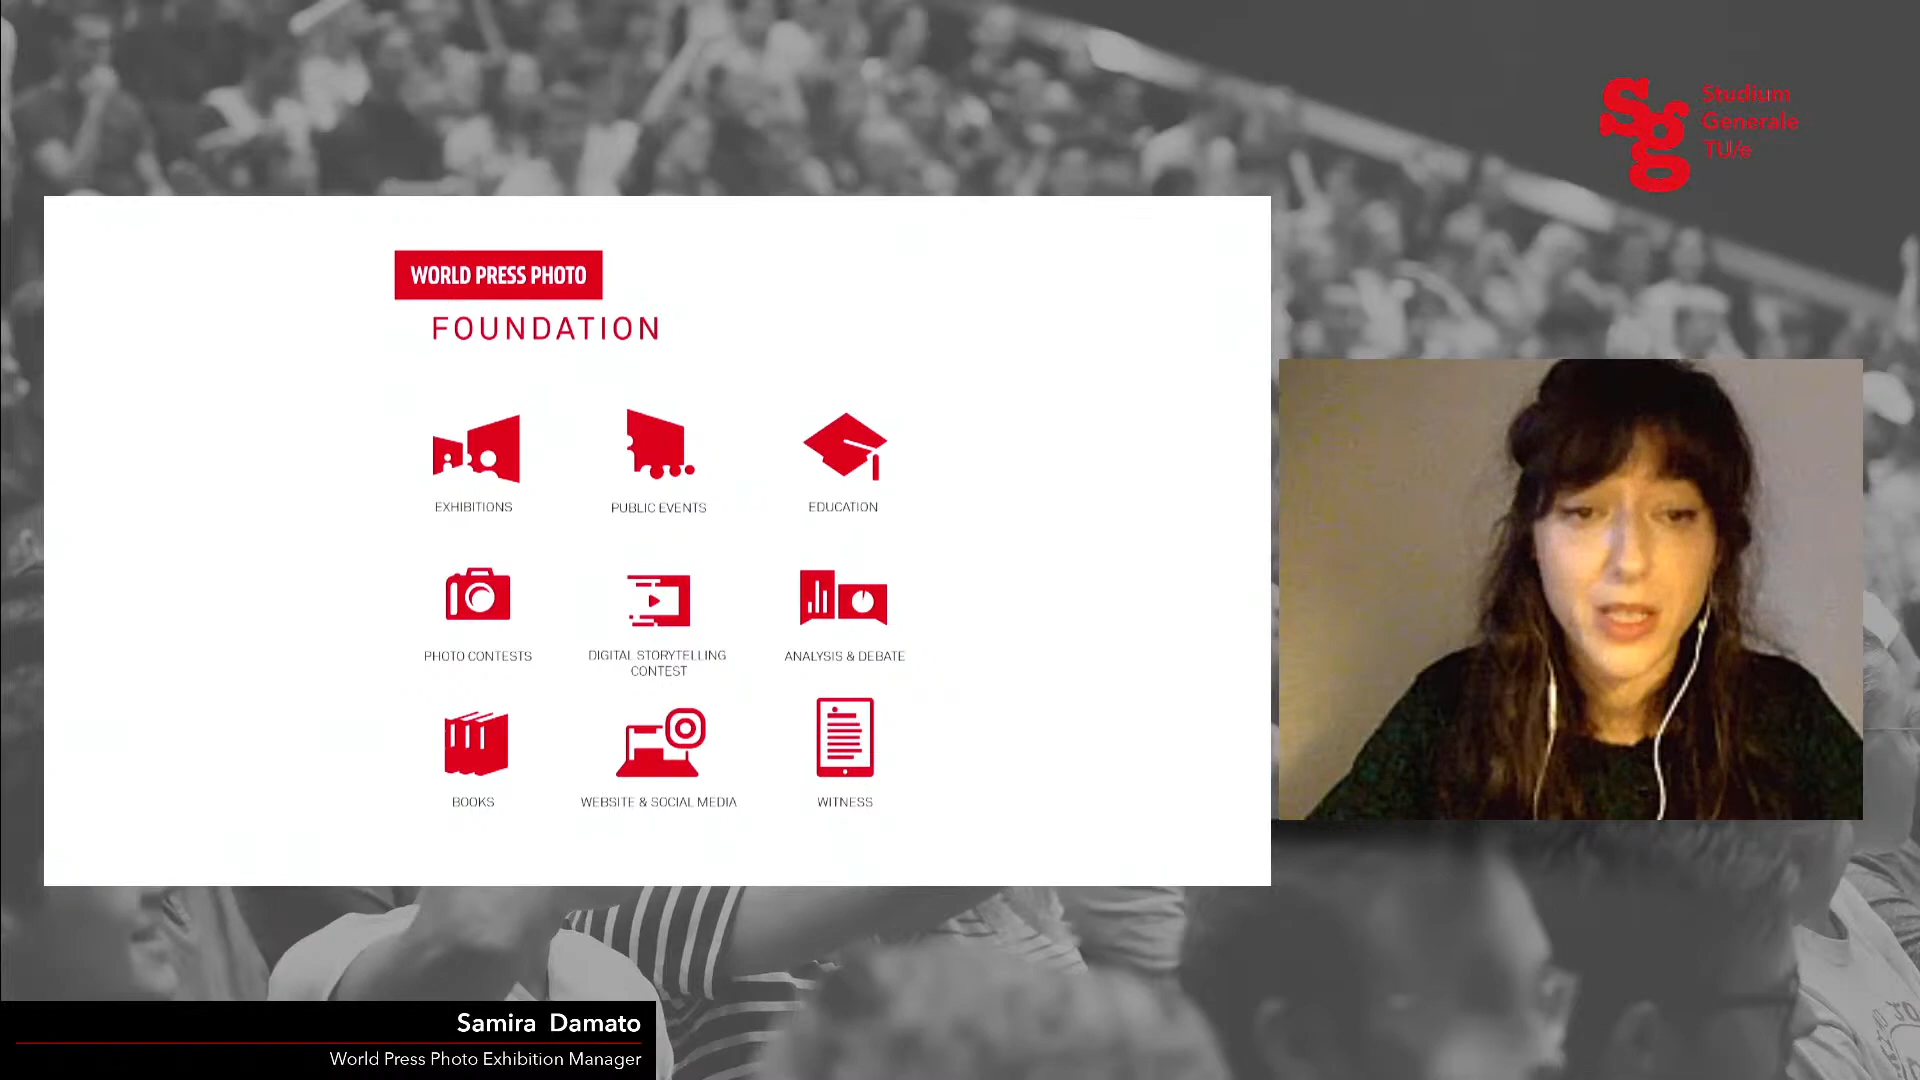 Studium
Generale
TU/e
sg
WORLD PRESS PHOTO
FOUNDATION
EXHIBITIONS
PUBLIC EVENTS
EDUCATION
PHOTO CONTESTS
DIGITAL STORYTELLING
CONTEST
ANALYSIS & DEBATE
BOOKS
WEBSITE & SOCIAL MEDIA
WITNESS
Samira Damato
World Press Photo Exhibition Manager